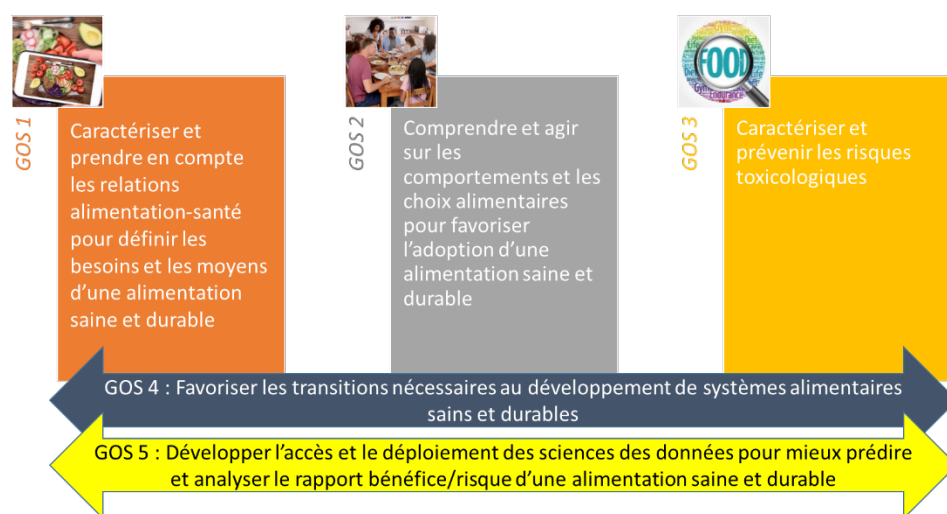 GOS 1
Caractériser et
prendre en compte
les relations
alimentation-santé
pour définir les
besoins et les moyens
d’une alimentation
saine et durable
GOS 2
Comprendre et agir
sur les
comportements et les
choix alimentaires
pour favoriser
l’adoption d’une
alimentation saine et
durable
FOOD
GOS 3
Caractériser et
prévenir les risques
toxicologiques
GOS 4 : Favoriser les transitions nécessaires au développement de systèmes alimentaires
sains et durables
GOS 5 : Développer l’accès et le déploiement des sciences des données pour mieux prédire
et analyser le rapport bénéfice/risque d’une alimentation saine et durable